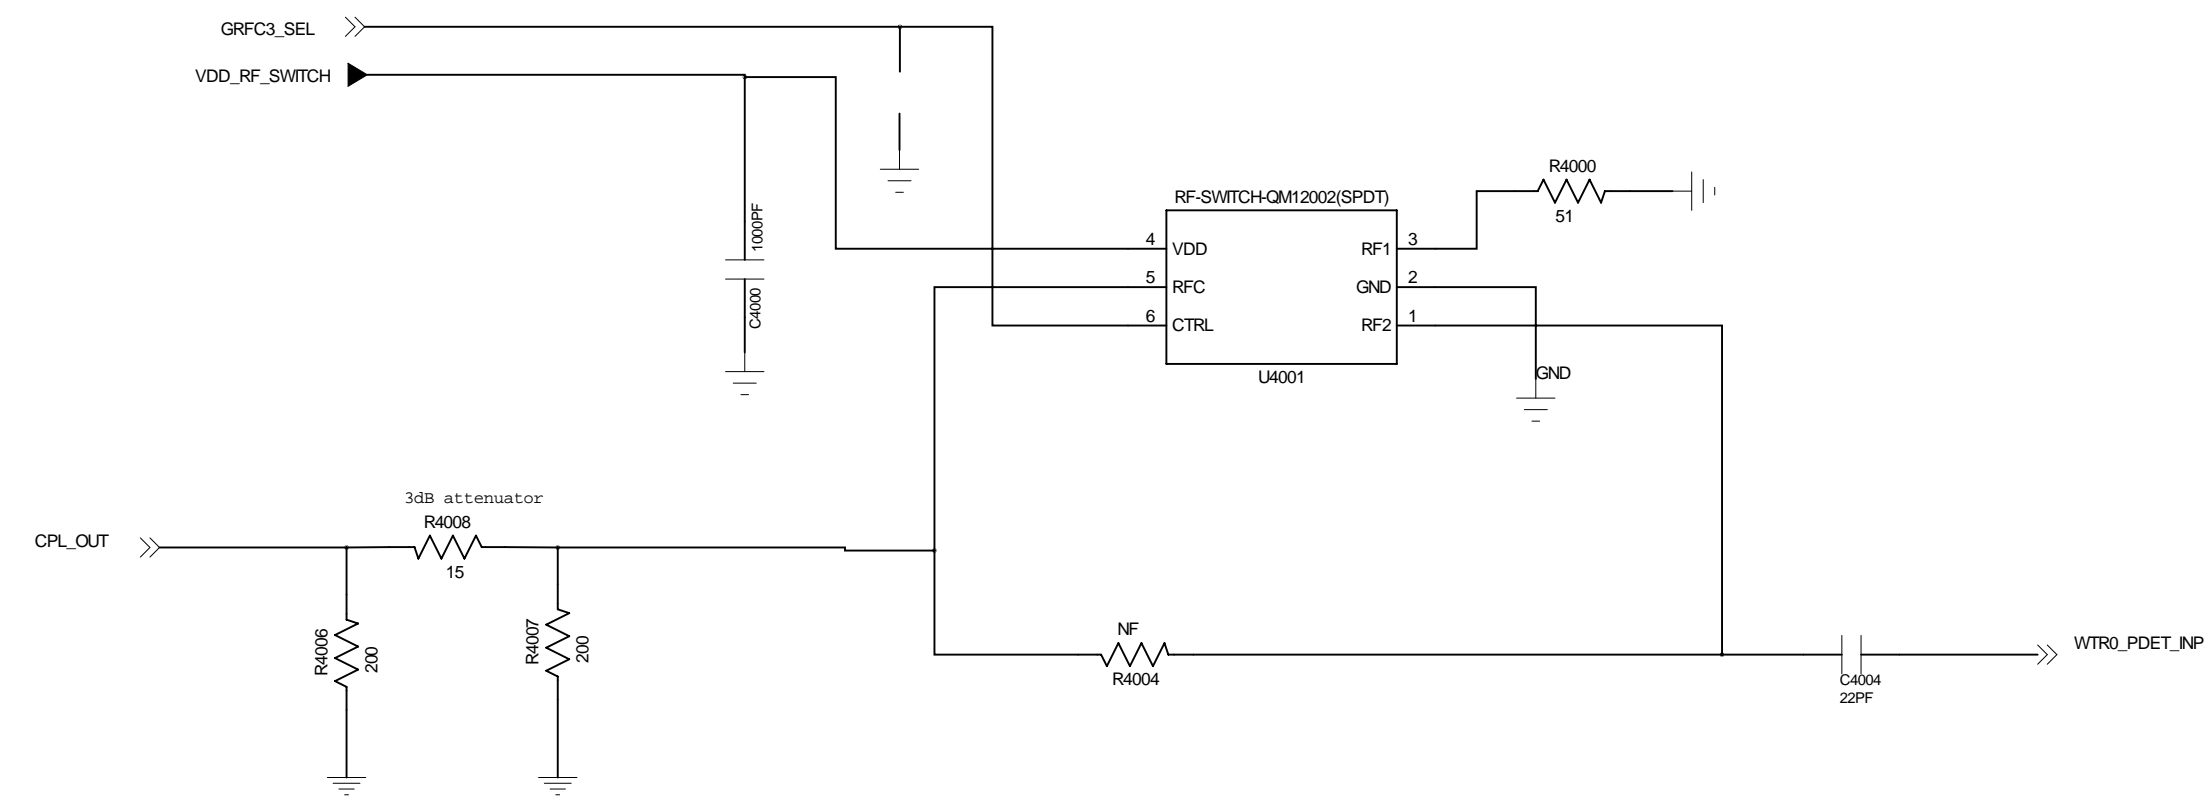 GRFC3_SEL
VDD_RF_SWITCH
1000PF
C4000
RF-SWITCH-QM12002(SPDT)
4
VDD
5
RFC
6
CTRL
RF1
3
GND
2
RF2
1
U4001
R4000
51
GND
3dB attenuator
R4008
15
CPL_OUT
R4006
200
R4007
200
NF
R4004
C4004
22PF
WTR0_PDET_INP